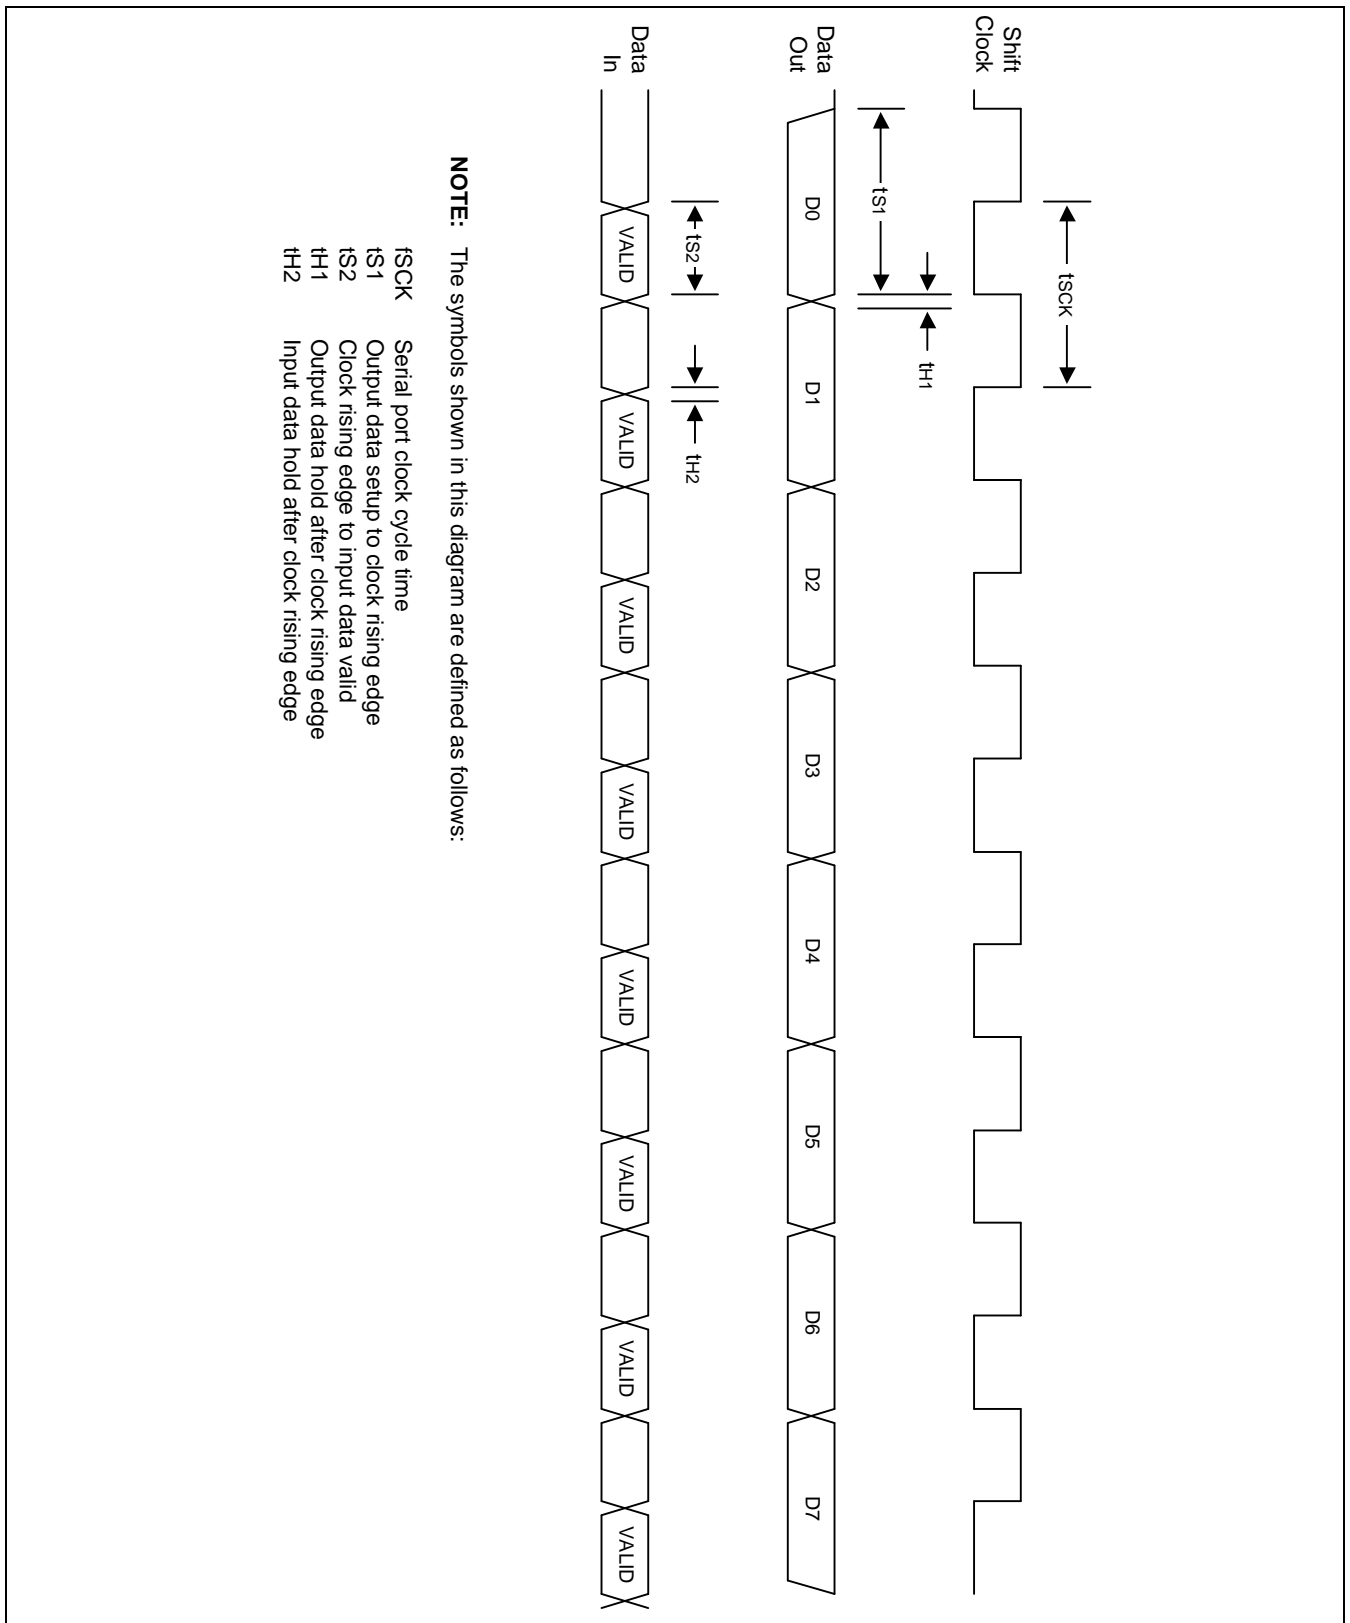 Shift
Clock
tSCK
tH1
tS1
Data
Out
D0
D1
D2
D3
D4
D5
D6
D7
tS2
tH2
Data
In
VALID
VALID
VALID
VALID
VALID
VALID
VALID
VALID
NOTE: The symbols shown in this diagram are defined as follows:
fSCK Serial port clock cycle time
tS1 Output data setup to clock rising edge
tS2 Clock rising edge to input data valid
tH1 Output data hold after clock rising edge
tH2 Input data hold after clock rising edge